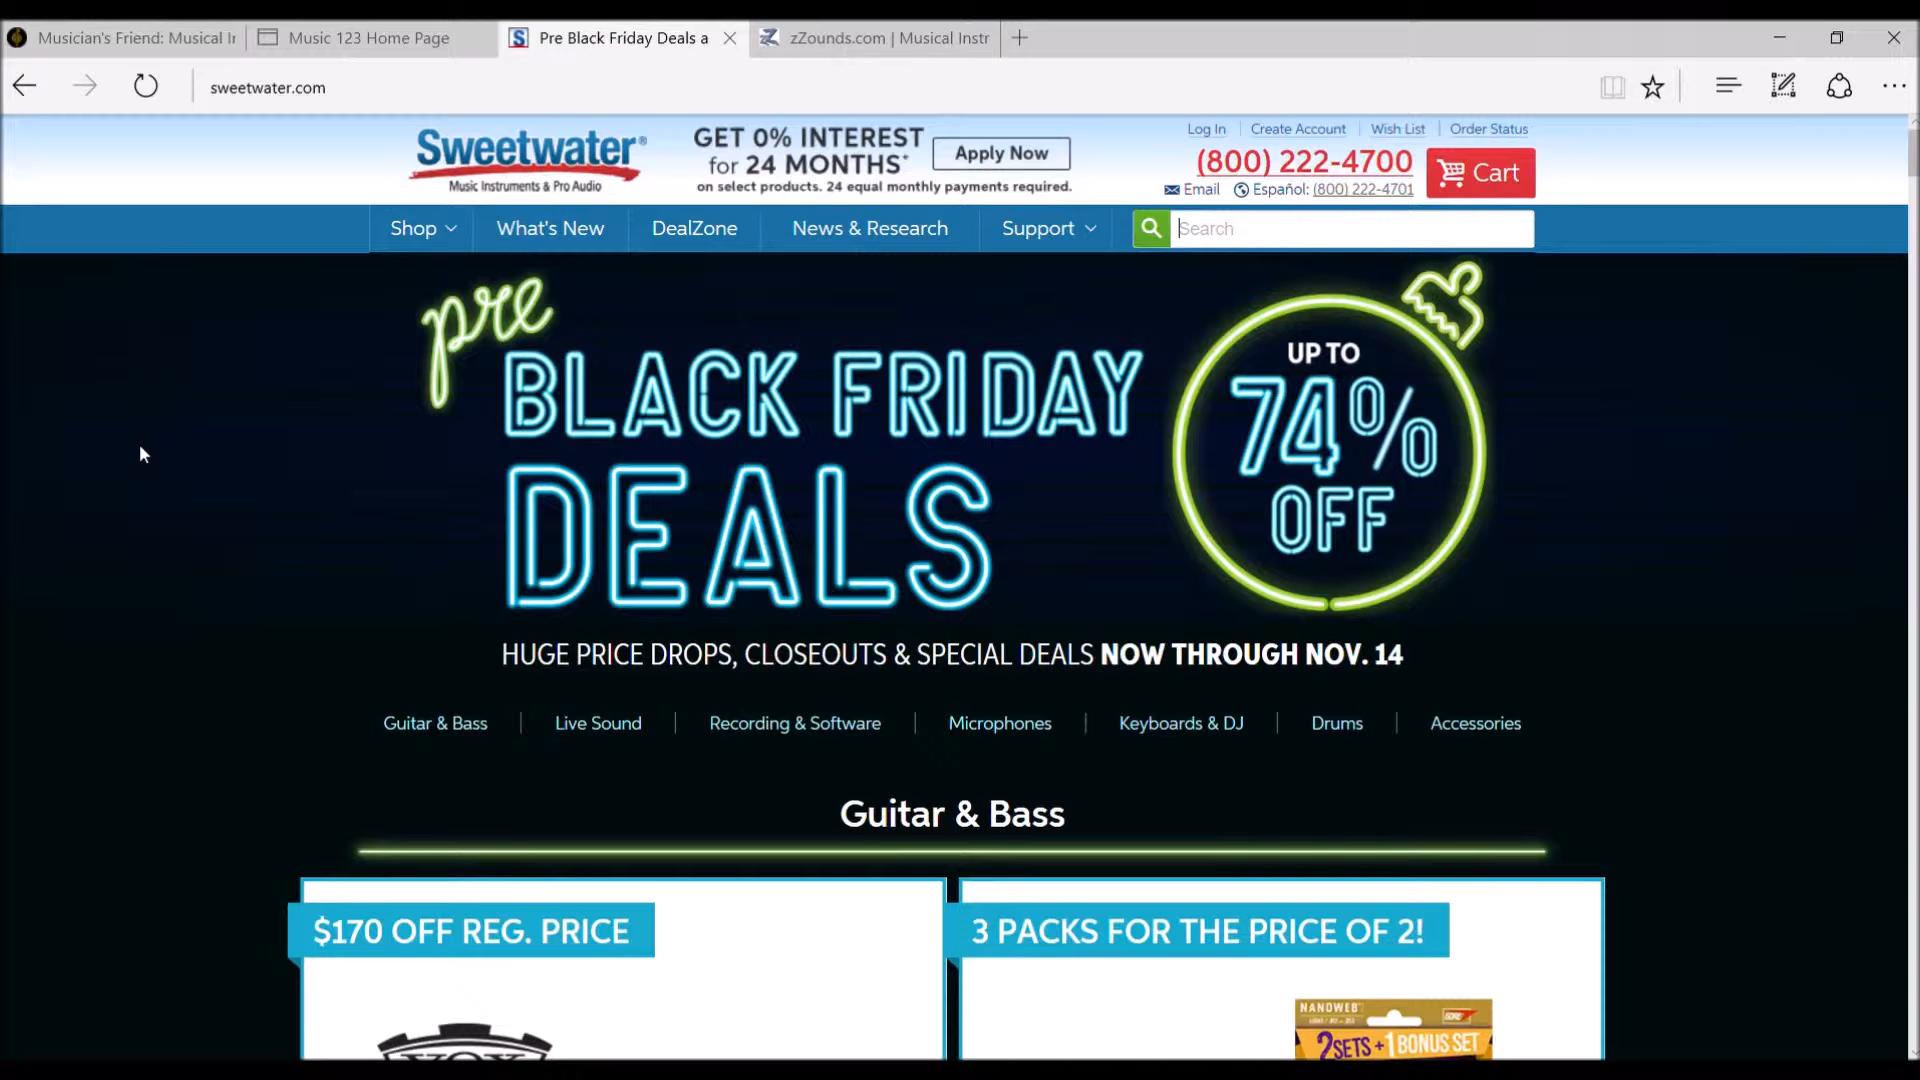 Musician's Friend: Musical Ir
Music 123 Home Page
S
Pre Black Friday Deals a
zZounds.com | Musical Instr
sweetwater.com
Sweetwater®
Music Instruments & Pro Audio
GET 0% INTEREST
for 24 MONTHS*
on select products. 24 equal monthly payments required.
Apply Now
Log In
Create Account
Wish List
Order Status
(800) 222-4700
Email
Español: (800) 222-4701
Cart
Shop
What's New
DealZone
News & Research
Support
Search
pre
BLACK FRIDAY
DEALS
UP TO
74%
OFF
HUGE PRICE DROPS, CLOSEOUTS & SPECIAL DEALS NOW THROUGH NOV. 14
Guitar & Bass
Live Sound
Recording & Software
Microphones
Keyboards & DJ
Drums
Accessories
Guitar & Bass
$170 OFF REG. PRICE
3 PACKS FOR THE PRICE OF 2!
VOX
NANOWEB
GORE
2 SETS + 1 BONUS SET